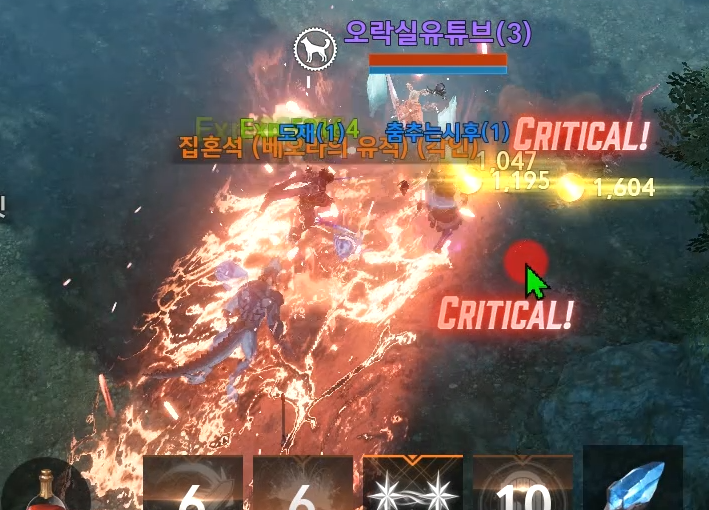 오락실유튜브(3)
도재(1)
춤추는시후(1)
CRITICAL!
집혼석 (베오라의 유적) (각인)
1,047
1,195
1,604
CRITICAL!
6
6
10